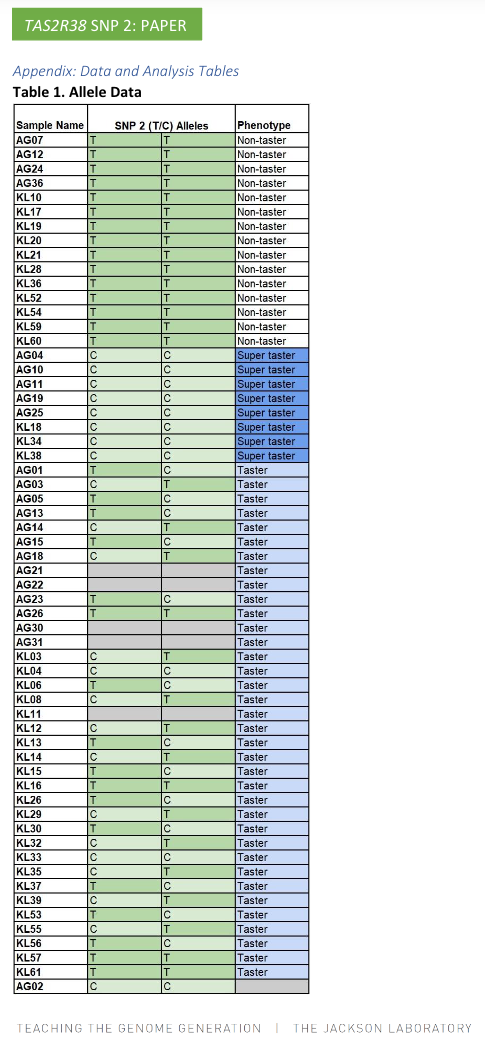 TAS2R38 SNP 2: PAPER
Appendix: Data and Analysis Tables
Table 1. Allele Data
Sample Name SNP 2 (T/C) Alleles Phenotype
AG07 T T Non-taster
AG12 T T Non-taster
AG24 T T Non-taster
AG36 T T Non-taster
KL10 T T Non-taster
KL17 T T Non-taster
KL19 T T Non-taster
KL20 T T Non-taster
KL21 T T Non-taster
KL28 T T Non-taster
KL36 T T Non-taster
KL52 T T Non-taster
KL54 T T Non-taster
KL59 T T Non-taster
KL60 T T Non-taster
AG04 C C Super taster
AG10 C C Super taster
AG11 C C Super taster
AG19 C C Super taster
AG25 C C Super taster
KL18 C C Super taster
KL34 C C Super taster
KL38 C C Super taster
AG01 T C Taster
AG03 C T Taster
AG05 T C Taster
AG13 T C Taster
AG14 C T Taster
AG15 T C Taster
AG18 C T Taster
AG21 Taster
AG22 Taster
AG23 T C Taster
AG26 T T Taster
AG30 Taster
AG31 Taster
KL03 C T Taster
KL04 C C Taster
KL06 T C Taster
KL08 C T Taster
KL11 Taster
KL12 C T Taster
KL13 T C Taster
KL14 C T Taster
KL15 T C Taster
KL16 T T Taster
KL26 T C Taster
KL29 C T Taster
KL30 T C Taster
KL32 C T Taster
KL33 C C Taster
KL35 C T Taster
KL37 T C Taster
KL39 C T Taster
KL53 T C Taster
KL55 C T Taster
KL56 T C Taster
KL57 T T Taster
KL61 T T Taster
AG02 C C
TEACHING THE GENOME GENERATION | THE JACKSON LABORATORY